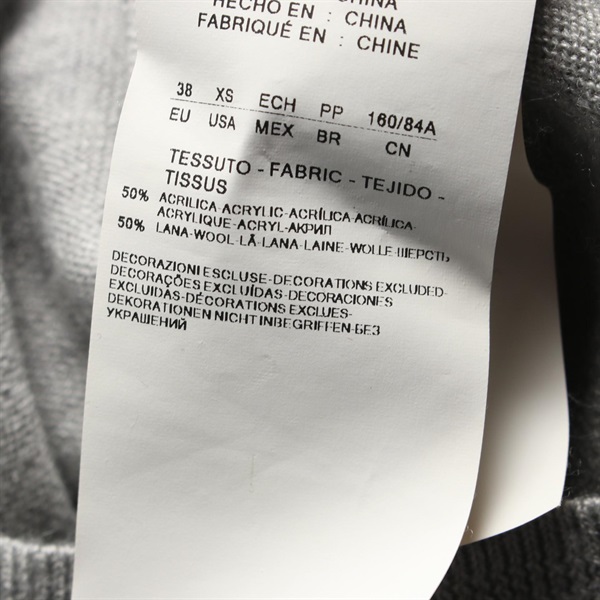 : CHINA
HECHO EN : CHINA
FABRIQUÉ EN : CHINE
38 XS ECH PP 160/84A
EU USA MEX BR CN
TESSUTO - FABRIC - TEJIDO -
TISSUS
50% ACRILICA-ACRYLIC-ACRÍLICA-ACRÍLICA-
ACRYLIQUE-ACRYL-АКРИЛ
50% LANA-WOOL-LÃ-LANA-LAINE-WOLLE-ШЕРСТЬ
DECORAZIONI ESCLUSE-DECORATIONS EXCLUDED-
DECORAÇÕES EXCLUÍDAS-DECORACIONES
EXCLUIDAS-DÉCORATIONS EXCLUES-
DEKORATIONEN NICHT INBEGRIFFEN-БЕЗ
УКРАШЕНИЙ